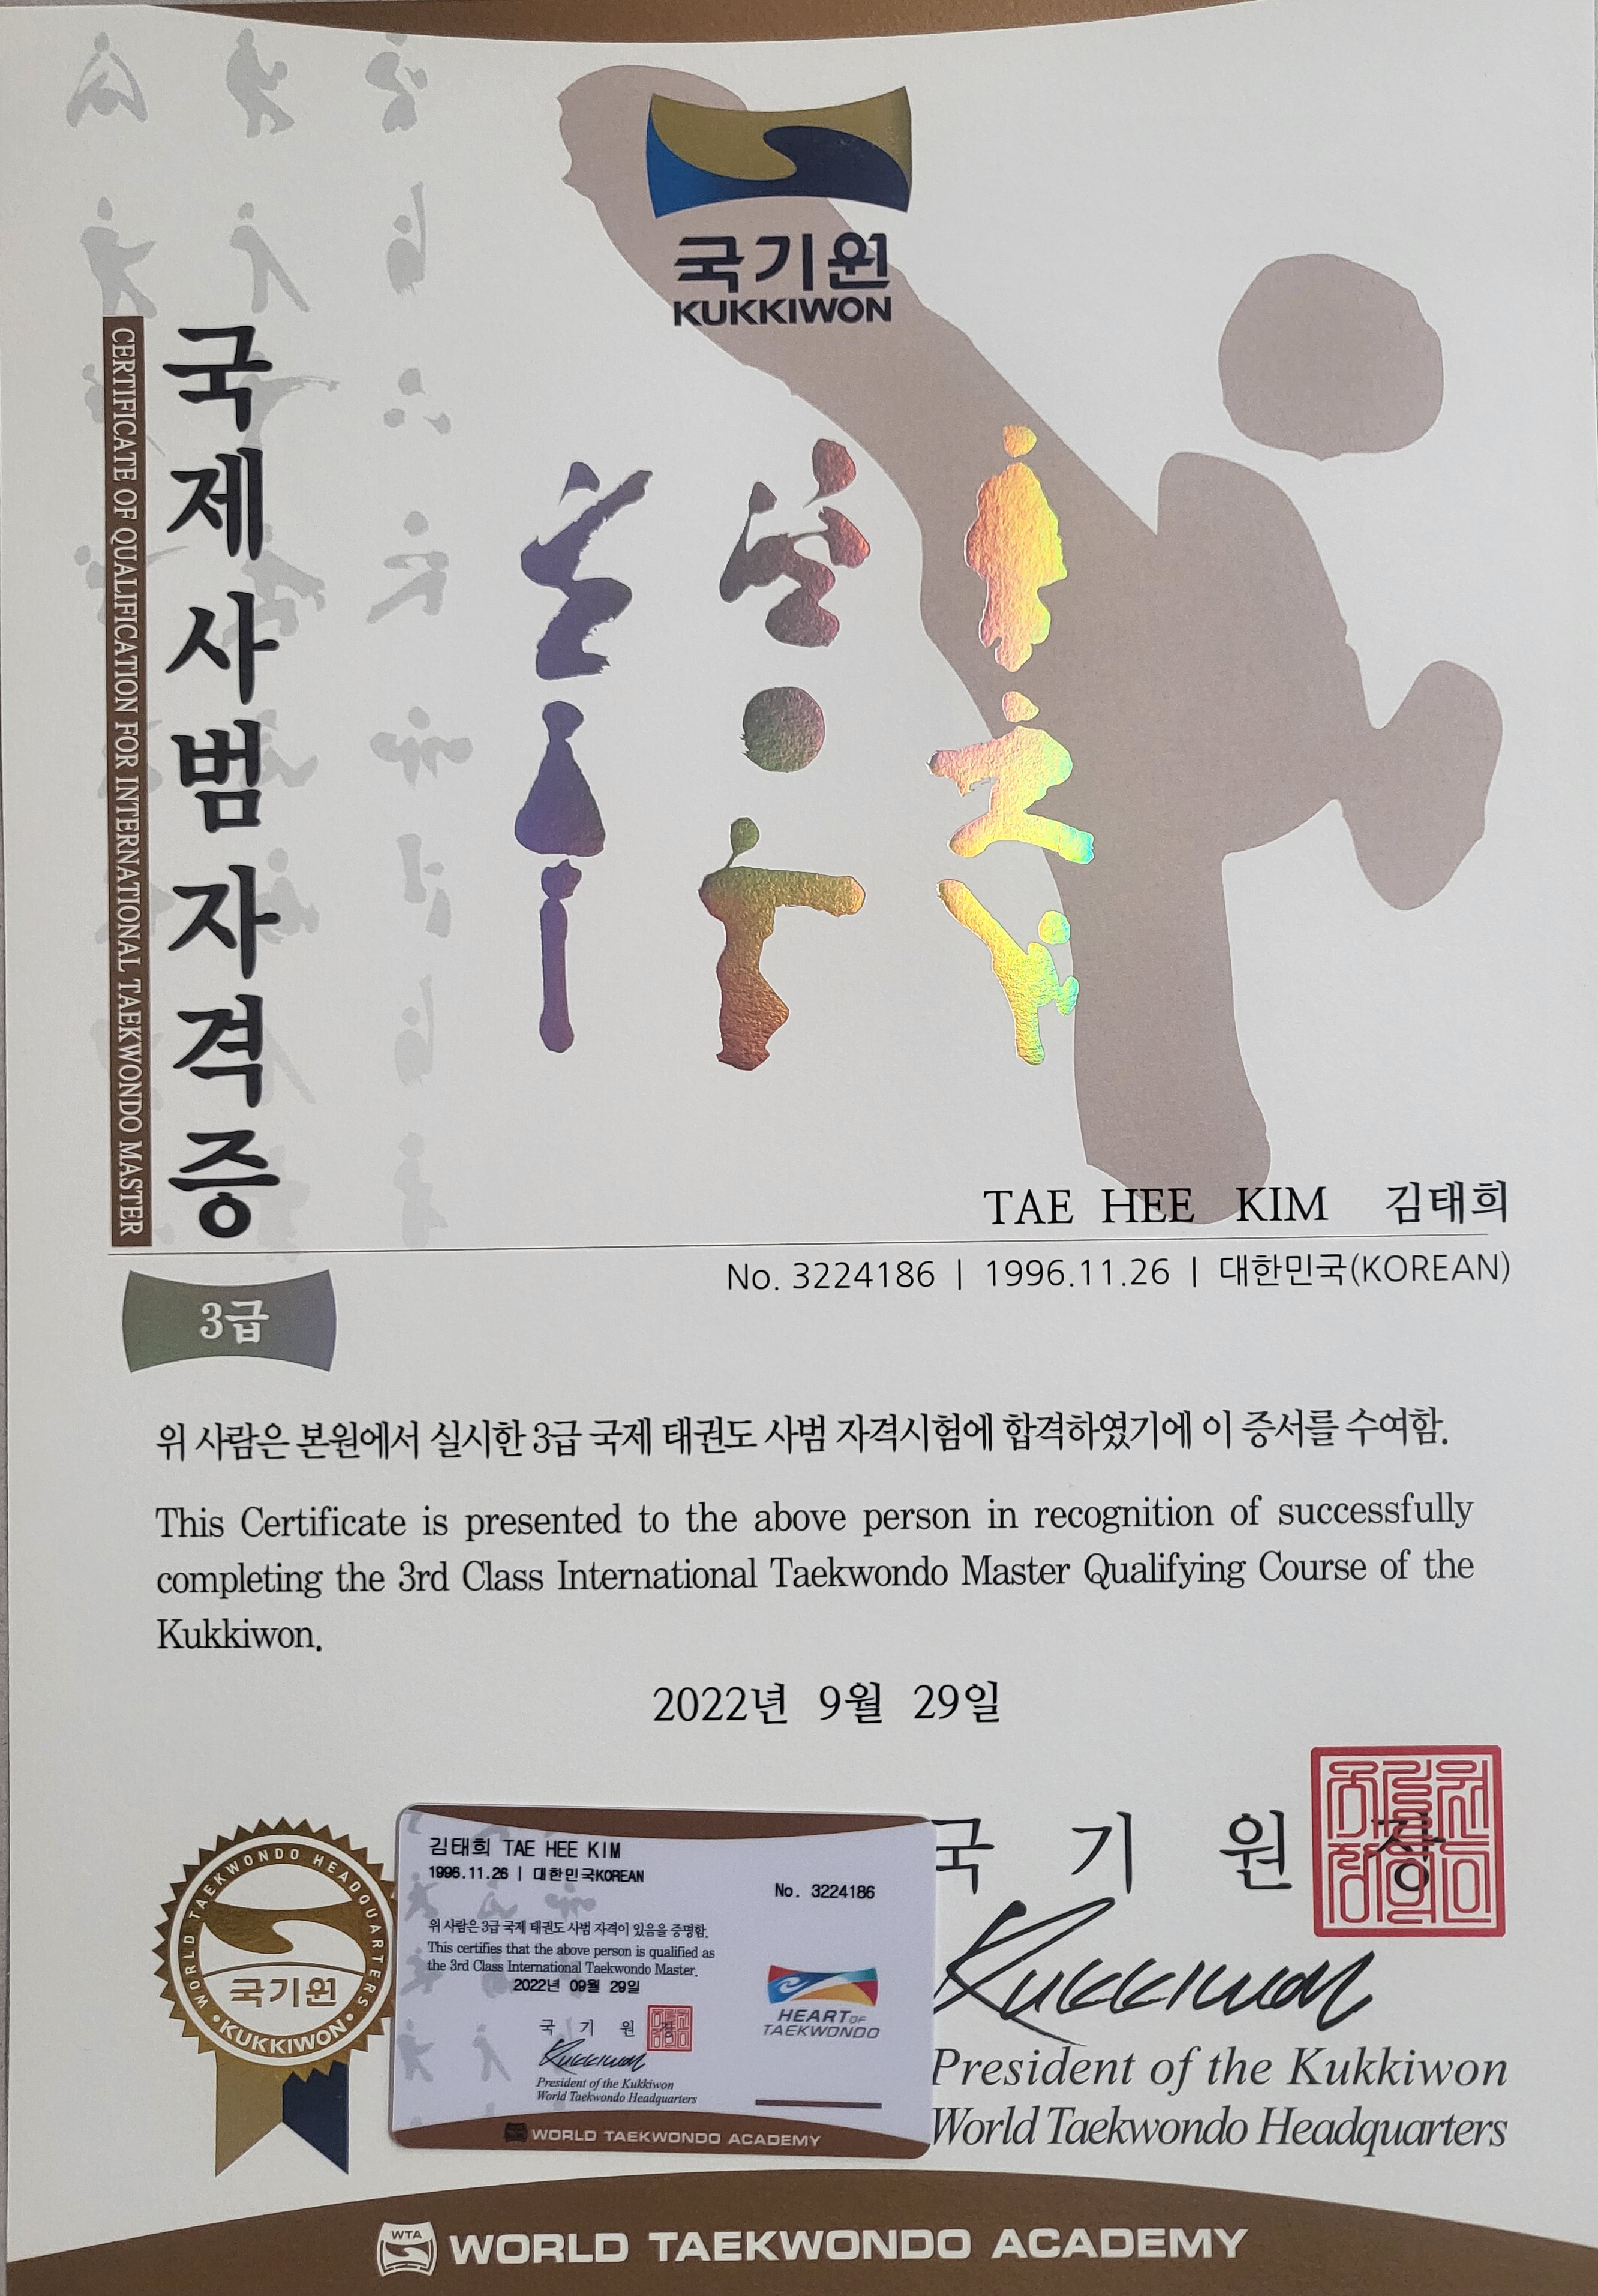 국기원
KUKKIWON
국제사범자격증
CERTIFICATE OF QUALIFICATION FOR INTERNATIONAL TAEKWONDO MASTER
TAE HEE KIM 김태희
No. 3224186 | 1996.11.26 | 대한민국(KOREAN)
3급
위 사람은 본원에서 실시한 3급 국제 태권도 사범 자격시험에 합격하였기에 이 증서를 수여함.
This Certificate is presented to the above person in recognition of successfully
completing the 3rd Class International Taekwondo Master Qualifying Course of the
Kukkiwon.
2022년 9월 29일
국 기 원 장
Kukkiwon
President of the Kukkiwon
World Taekwondo Headquarters
WORLD TAEKWONDO HEADQUARTERS
국기원
KUKKIWON
김태희 TAE HEE KIM
1996.11.26 | 대한민국KOREAN
No. 3224186
위 사람은 3급 국제 태권도 사범 자격이 있음을 증명함.
This certifies that the above person is qualified as
the 3rd Class International Taekwondo Master.
2022년 09월 29일
국 기 원 장
Kukkiwon
President of the Kukkiwon
World Taekwondo Headquarters
HEART OF
TAEKWONDO
WORLD TAEKWONDO ACADEMY
WTA
WORLD TAEKWONDO ACADEMY